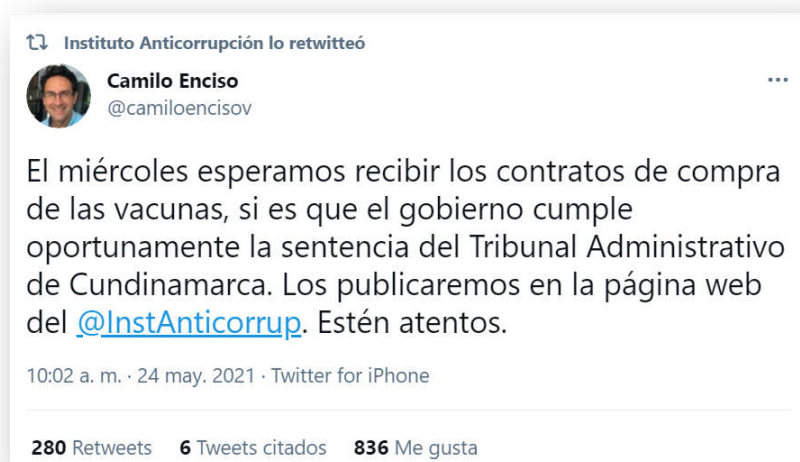 Instituto Anticorrupción lo retwitteó
Camilo Enciso
@camiloencisov
El miércoles esperamos recibir los contratos de compra
de las vacunas, si es que el gobierno cumple
oportunamente la sentencia del Tribunal Administrativo
de Cundinamarca. Los publicaremos en la página web
del @InstAnticorrup. Estén atentos.
10:02 a. m. · 24 may. 2021 · Twitter for iPhone
280 Retweets 6 Tweets citados 836 Me gusta